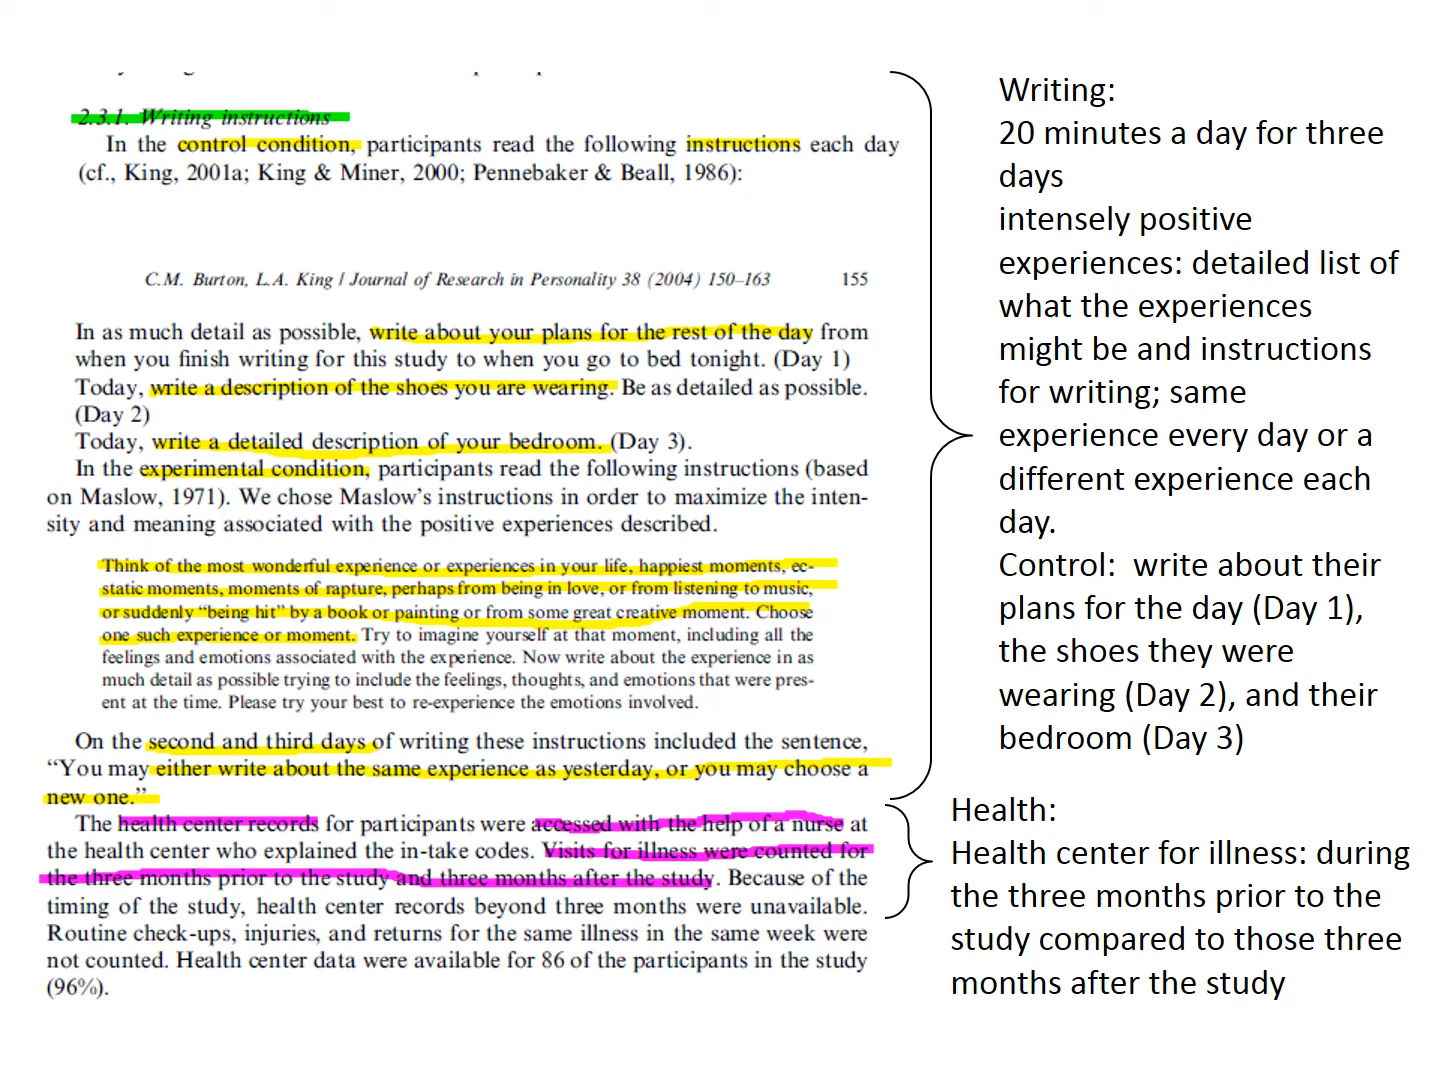 2.3.1. Writing instructions
In the control condition, participants read the following instructions each day
(cf., King, 2001a; King & Miner, 2000; Pennebaker & Beall, 1986):
C.M. Burton, L.A. King / Journal of Research in Personality 38 (2004) 150–163 155
In as much detail as possible, write about your plans for the rest of the day from
when you finish writing for this study to when you go to bed tonight. (Day 1)
Today, write a description of the shoes you are wearing. Be as detailed as possible.
(Day 2)
Today, write a detailed description of your bedroom. (Day 3).
In the experimental condition, participants read the following instructions (based
on Maslow, 1971). We chose Maslow's instructions in order to maximize the inten-
sity and meaning associated with the positive experiences described.
Think of the most wonderful experience or experiences in your life, happiest moments, ec-
static moments, moments of rapture, perhaps from being in love, or from listening to music,
or suddenly "being hit" by a book or painting or from some great creative moment. Choose
one such experience or moment. Try to imagine yourself at that moment, including all the
feelings and emotions associated with the experience. Now write about the experience in as
much detail as possible trying to include the feelings, thoughts, and emotions that were pres-
ent at the time. Please try your best to re-experience the emotions involved.
On the second and third days of writing these instructions included the sentence,
"You may either write about the same experience as yesterday, or you may choose a
new one."
The health center records for participants were accessed with the help of a nurse at
the health center who explained the in-take codes. Visits for illness were counted for
the three months prior to the study and three months after the study. Because of the
timing of the study, health center records beyond three months were unavailable.
Routine check-ups, injuries, and returns for the same illness in the same week were
not counted. Health center data were available for 86 of the participants in the study
(96%).
Writing:
20 minutes a day for three
days
intensely positive
experiences: detailed list of
what the experiences
might be and instructions
for writing; same
experience every day or a
different experience each
day.
Control:  write about their
plans for the day (Day 1),
the shoes they were
wearing (Day 2), and their
bedroom (Day 3)
Health:
Health center for illness: during
the three months prior to the
study compared to those three
months after the study